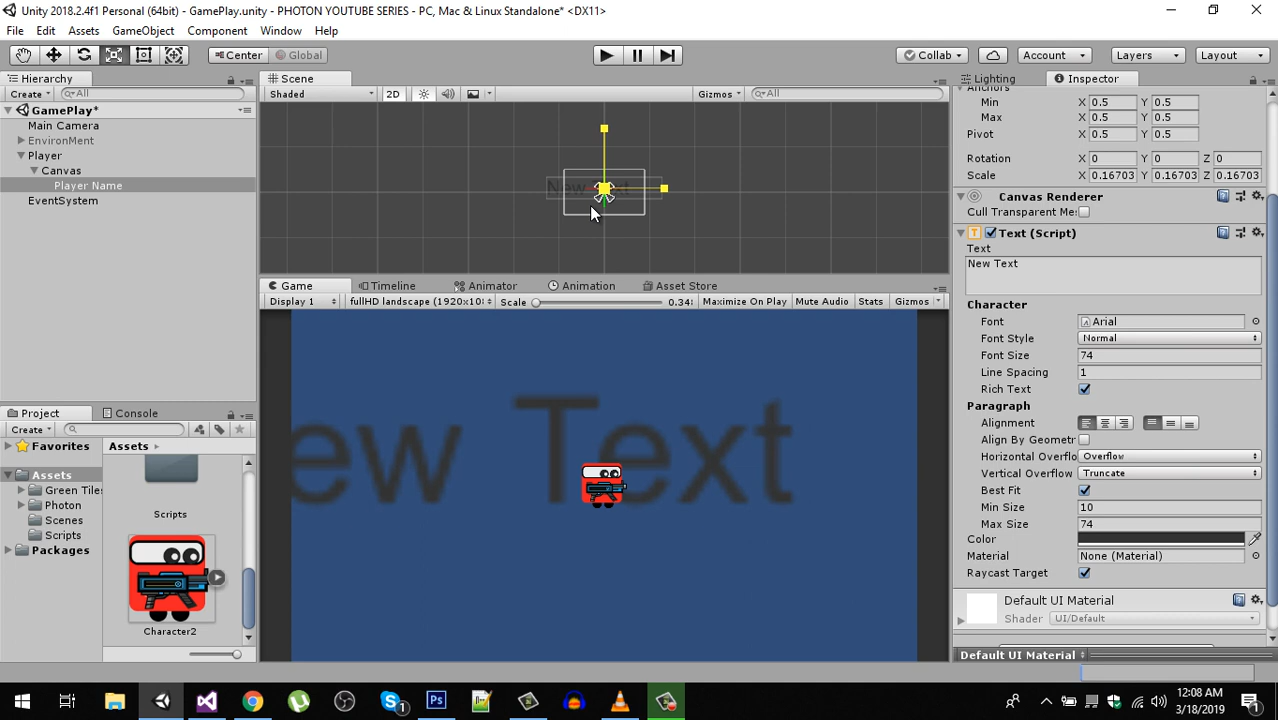 Unity 2018.2.4f1 Personal (64bit) - GamePlay.unity - PHOTON YOUTUBE SERIES - PC, Mac & Linux Standalone* <DX11>
File Edit Assets GameObject Component Window Help
Center Global Collab Account Layers Layout
Hierarchy
Create All
GamePlay*
Main Camera
EnvironMent
Player
Canvas
Player Name
EventSystem
Scene
Shaded 2D Gizmos All
New Text
Game Timeline Animator Animation Asset Store
Display 1 fullHD landscape (1920x10 Scale 0.34 Maximize On Play Mute Audio Stats Gizmos
ew Text
Project Console
Create
Favorites
Assets
Green Tile
Photon
Scenes
Scripts
Packages
Assets
Scripts
Character2
Lighting Inspector
Anchors
Min X 0.5 Y 0.5
Max X 0.5 Y 0.5
Pivot X 0.5 Y 0.5
Rotation X 0 Y 0 Z 0
Scale X 0.16703 Y 0.16703 Z 0.16703
Canvas Renderer
Cull Transparent Me
Text (Script)
Text
New Text
Character
Font Arial
Font Style Normal
Font Size 74
Line Spacing 1
Rich Text
Paragraph
Alignment
Align By Geometr
Horizontal Overflo Overflow
Vertical Overflow Truncate
Best Fit
Min Size 10
Max Size 74
Color
Material None (Material)
Raycast Target
Default UI Material
Shader UI/Default
Default UI Material
12:08 AM
3/18/2019